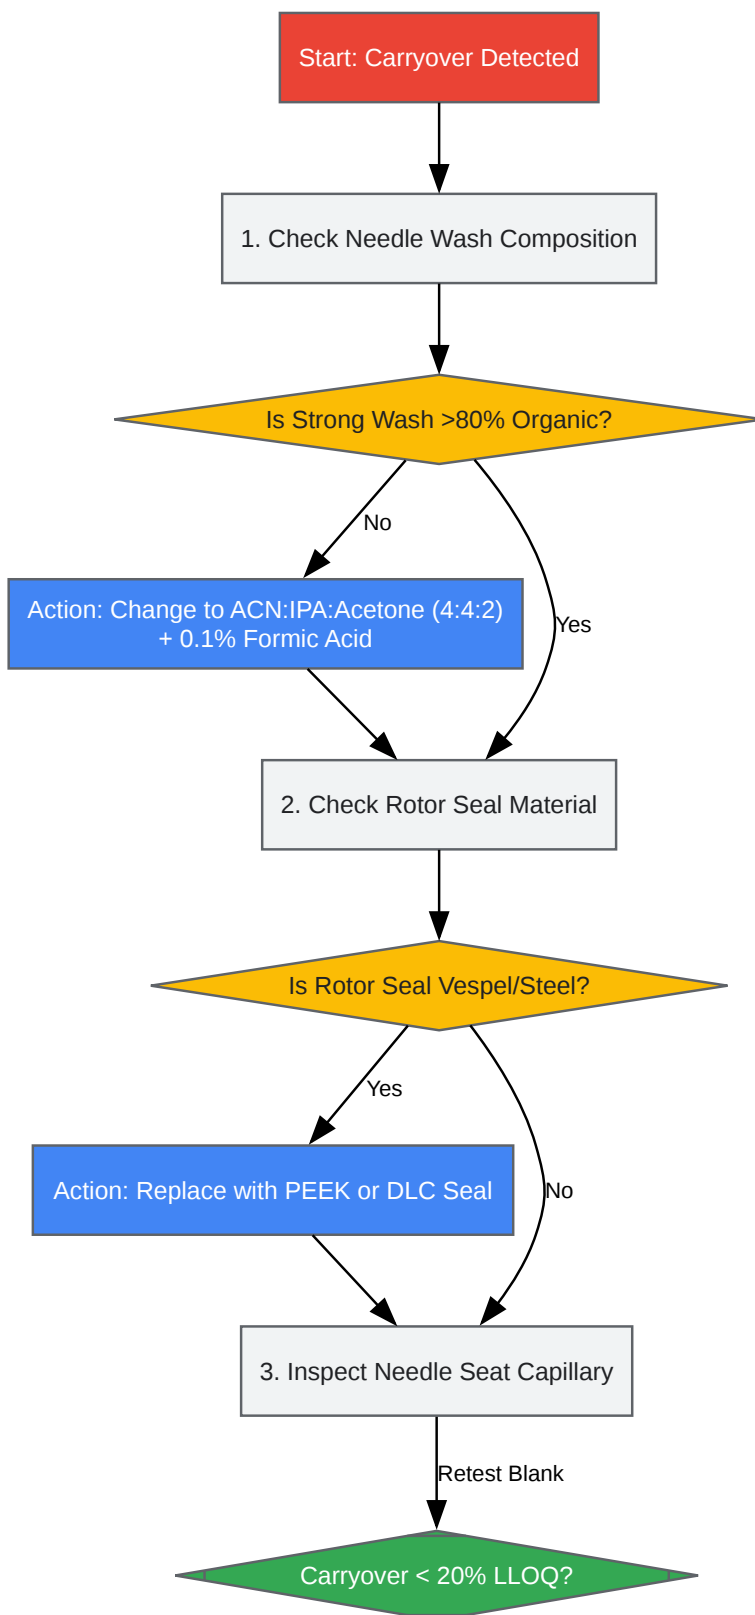 Start: Carryover Detected
1. Check Needle Wash Composition
Is Strong Wash >80% Organic?
No
Yes
Action: Change to ACN:IPA:Acetone (4:4:2)
+ 0.1% Formic Acid
2. Check Rotor Seal Material
Is Rotor Seal Vespel/Steel?
Yes
No
Action: Replace with PEEK or DLC Seal
3. Inspect Needle Seat Capillary
Retest Blank
Carryover < 20% LLOQ?